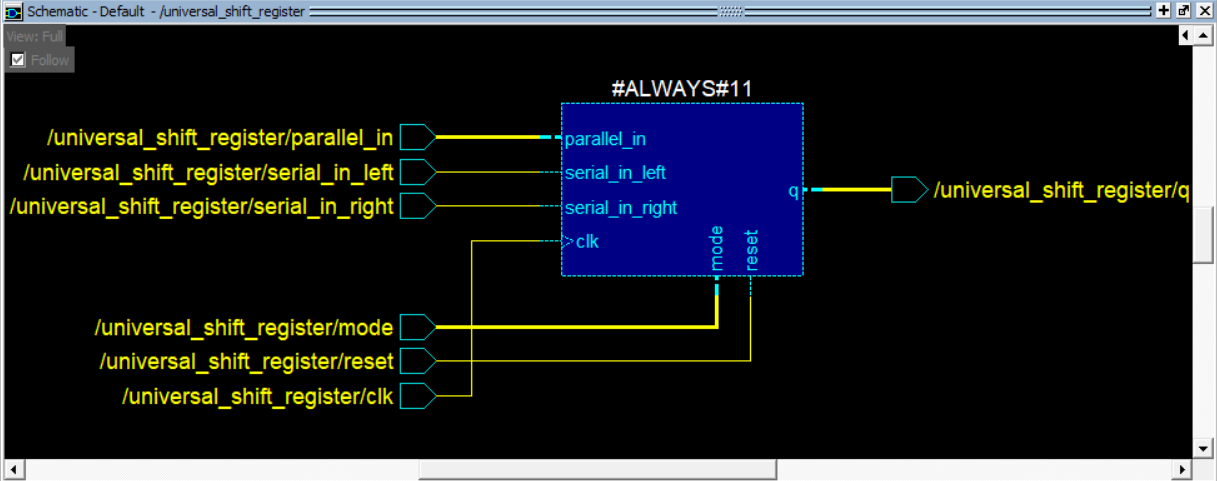 Schematic - Default - /universal_shift_register
View: Full
Follow
#ALWAYS#11
/universal_shift_register/parallel_in
parallel_in
/universal_shift_register/serial_in_left
serial_in_left
/universal_shift_register/serial_in_right
serial_in_right
q
/universal_shift_register/q
clk
mode
reset
/universal_shift_register/mode
/universal_shift_register/reset
/universal_shift_register/clk